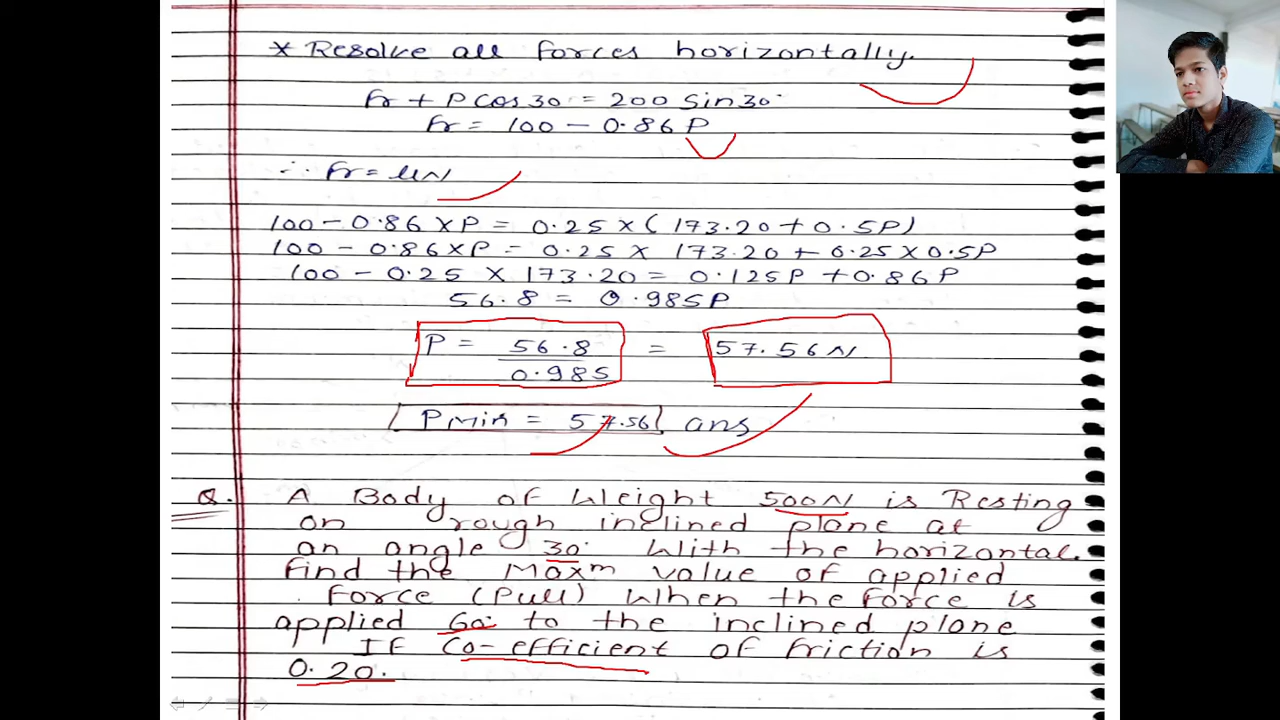 * Resolve all forces horizontally.
Fr + P cos 30 = 200 sin 30°
Fr = 100 - 0.86 P
∴ Fr = μN
100 - 0.86 × P = 0.25 × (173.20 + 0.5P)
100 - 0.86 × P = 0.25 × 173.20 + 0.25 × 0.5P
100 - 0.25 × 173.20 = 0.125P + 0.86P
56.8 = 0.985P
P = 56.8 / 0.985 = 57.56 N
P Min = 57.56 ans
Q. A Body of Weight 500N is Resting
on rough inclined plane at
an angle 30° With the horizontal.
Find the Maxm value of applied
Force (Pull) When the force is
applied 60° to the inclined plane
If Co-efficient of friction is
0.20.